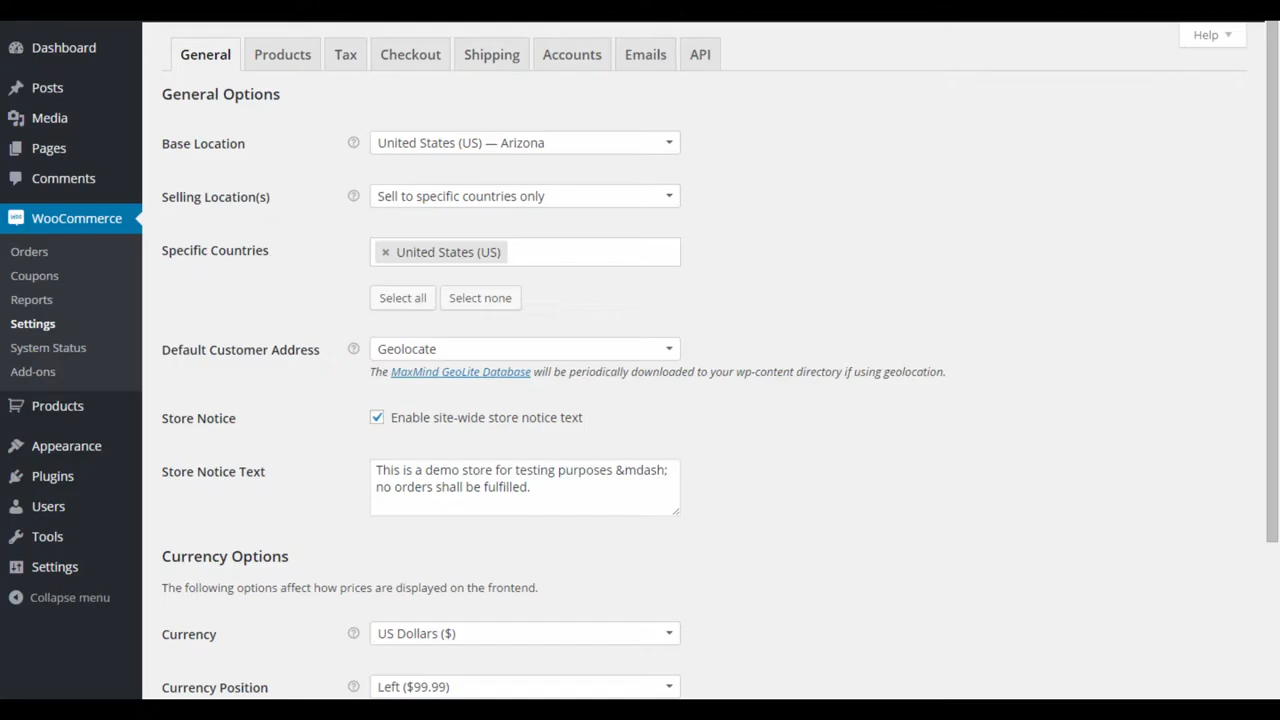 Dashboard
Posts
Media
Pages
Comments
WooCommerce
Orders
Coupons
Reports
Settings
System Status
Add-ons
Products
Appearance
Plugins
Users
Tools
Settings
Collapse menu
Help
General Products Tax Checkout Shipping Accounts Emails API
General Options
Base Location ? United States (US) — Arizona
Selling Location(s) ? Sell to specific countries only
Specific Countries × United States (US)
Select all Select none
Default Customer Address ? Geolocate
The MaxMind GeoLite Database will be periodically downloaded to your wp-content directory if using geolocation.
Store Notice Enable site-wide store notice text
Store Notice Text This is a demo store for testing purposes &mdash;
no orders shall be fulfilled.
Currency Options
The following options affect how prices are displayed on the frontend.
Currency ? US Dollars ($)
Currency Position ? Left ($99.99)